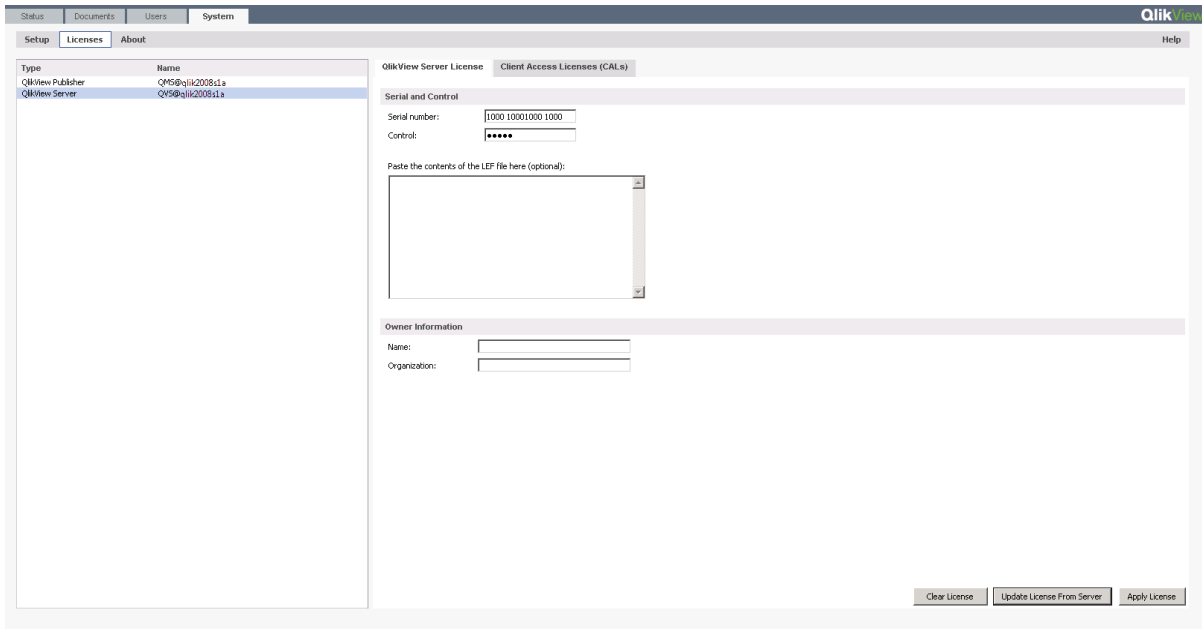 Status Documents Users System QlikView
Setup Licenses About Help
Type Name
QlikView Publisher QMS@qlik2008s1a
QlikView Server QVS@qlik2008s1a
QlikView Server License Client Access Licenses (CALs)
Serial and Control
Serial number: 1000 10001000 1000
Control: •••••
Paste the contents of the LEF file here (optional):
Owner Information
Name:
Organization:
Clear License Update License From Server Apply License